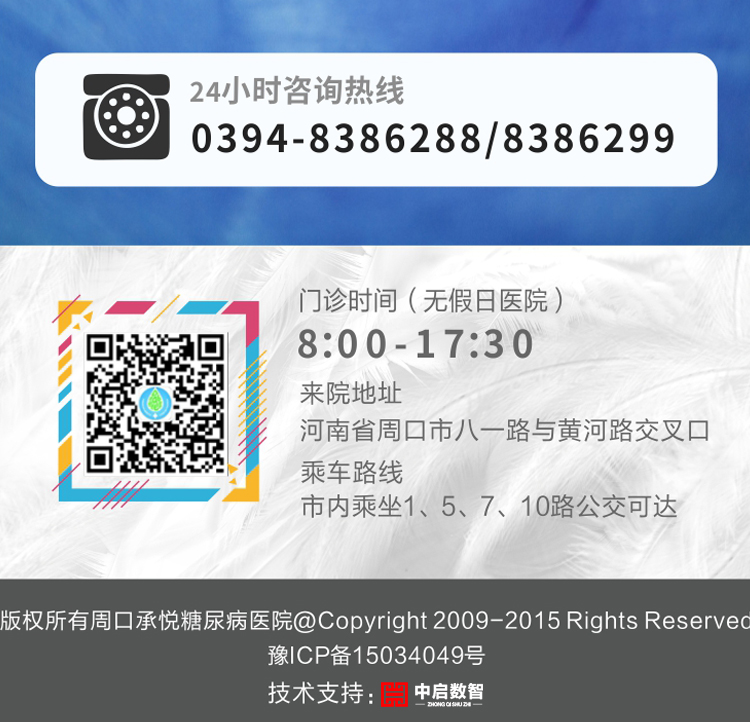 24小时咨询热线
0394-8386288/8386299
门诊时间（无假日医院）
8:00-17:30
来院地址
河南省周口市八一路与黄河路交叉口
乘车路线
市内乘坐1、5、7、10路公交可达
版权所有周口承悦糖尿病医院@Copyright 2009-2015 Rights Reserved
豫ICP备15034049号
技术支持：中启数智
ZHONG QI SHU ZHI